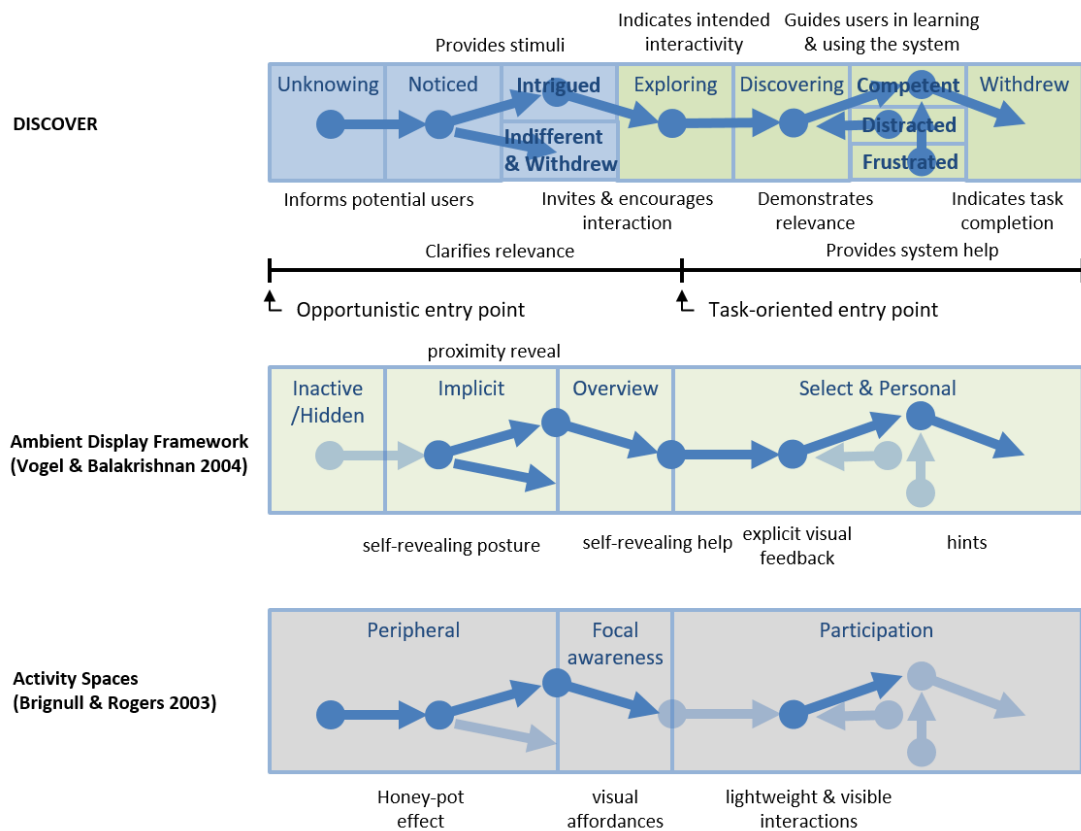 Provides stimuli
Indicates intended
interactivity
Guides users in learning
& using the system
DISCOVER
Unknowing
Noticed
Intrigued
Indifferent
& Withdrew
Exploring
Discovering
Competent
Distracted
Frustrated
Withdrew
Informs potential users
Invites & encourages
interaction
Demonstrates
relevance
Indicates task
completion
Clarifies relevance
Provides system help
Opportunistic entry point
Task-oriented entry point
proximity reveal
Ambient Display Framework
(Vogel & Balakrishnan 2004)
Inactive
/Hidden
Implicit
Overview
Select & Personal
self-revealing posture
self-revealing help
explicit visual
feedback
hints
Activity Spaces
(Brignull & Rogers 2003)
Peripheral
Focal
awareness
Participation
Honey-pot
effect
visual
affordances
lightweight & visible
interactions